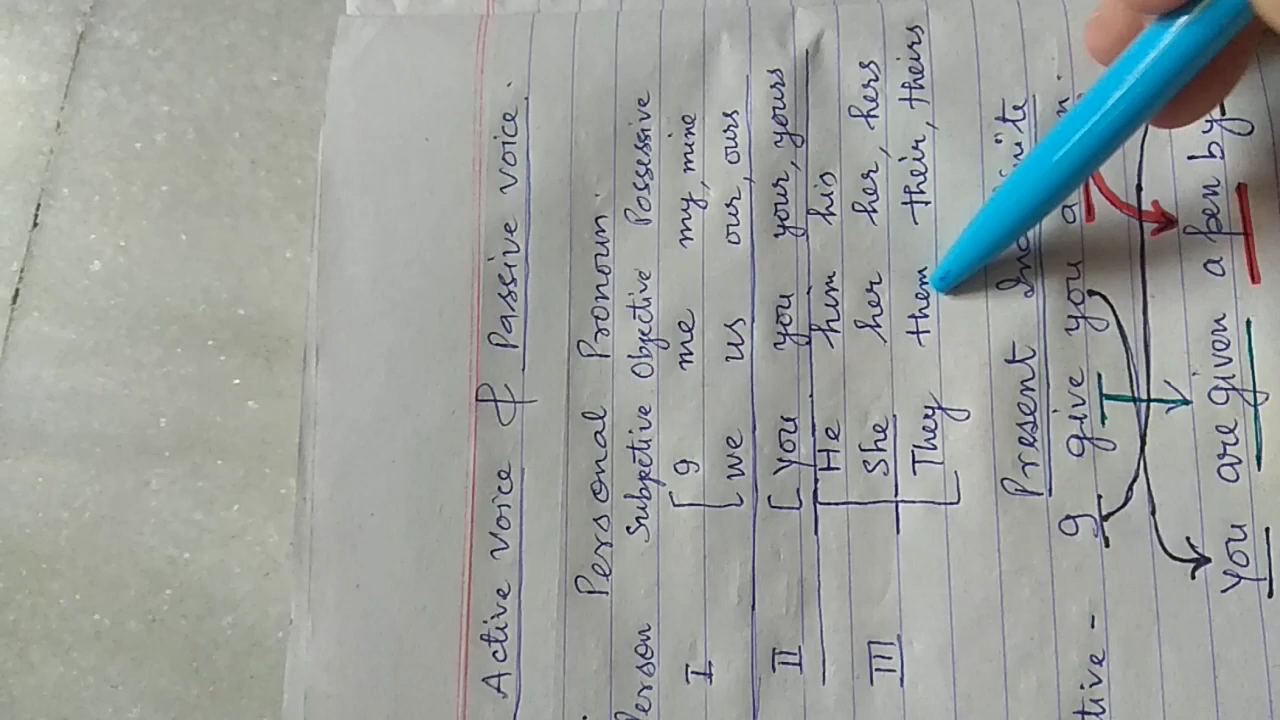 Active voice & Passive voice.
Personal Pronoun.
Person Subjective Objective Possessive
I I me my, mine
we us our, ours
II You you your, yours
He him his
III She her her, hers
They them their, theirs
Present
I give you a
You are given a pen by